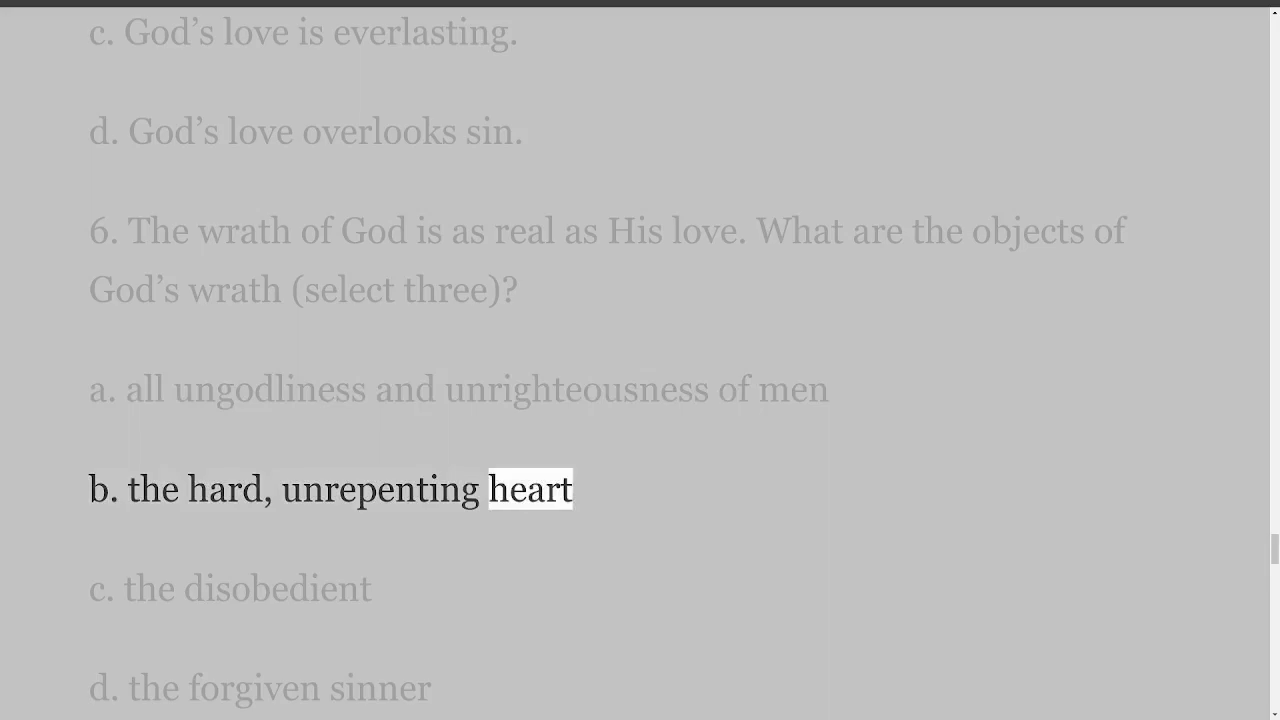 c. God’s love is everlasting.
d. God’s love overlooks sin.
6. The wrath of God is as real as His love. What are the objects of
God’s wrath (select three)?
a. all ungodliness and unrighteousness of men
b. the hard, unrepenting heart
c. the disobedient
d. the forgiven sinner